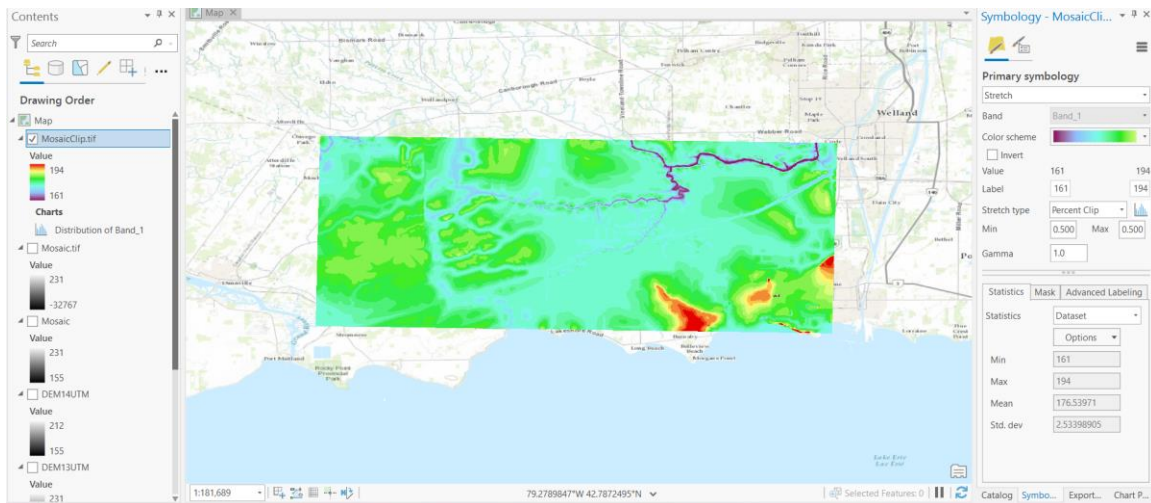 Contents
Search
Drawing Order
Map
MosaicClip.tif
Value
194
161
Charts
Distribution of Band_1
Mosaic.tif
Value
231
-32767
Mosaic
Value
231
155
DEM14UTM
Value
212
155
DEM13UTM
Value
231
Map
Welland
Port Maitland
Rocky Point
Provincial
Park
Long Beach
1:181,689
79.2789847°W 42.7872495°N
Selected Features: 0
Symbology - MosaicCli...
Primary symbology
Stretch
Band
Band_1
Color scheme
Invert
Value 161 194
Label 161 194
Stretch type Percent Clip
Min 0.500 Max 0.500
Gamma 1.0
Statistics Mask Advanced Labeling
Statistics Dataset
Options
Min 161
Max 194
Mean 176.53971
Std. dev 2.53398905
Catalog Symbo... Export... Chart P...